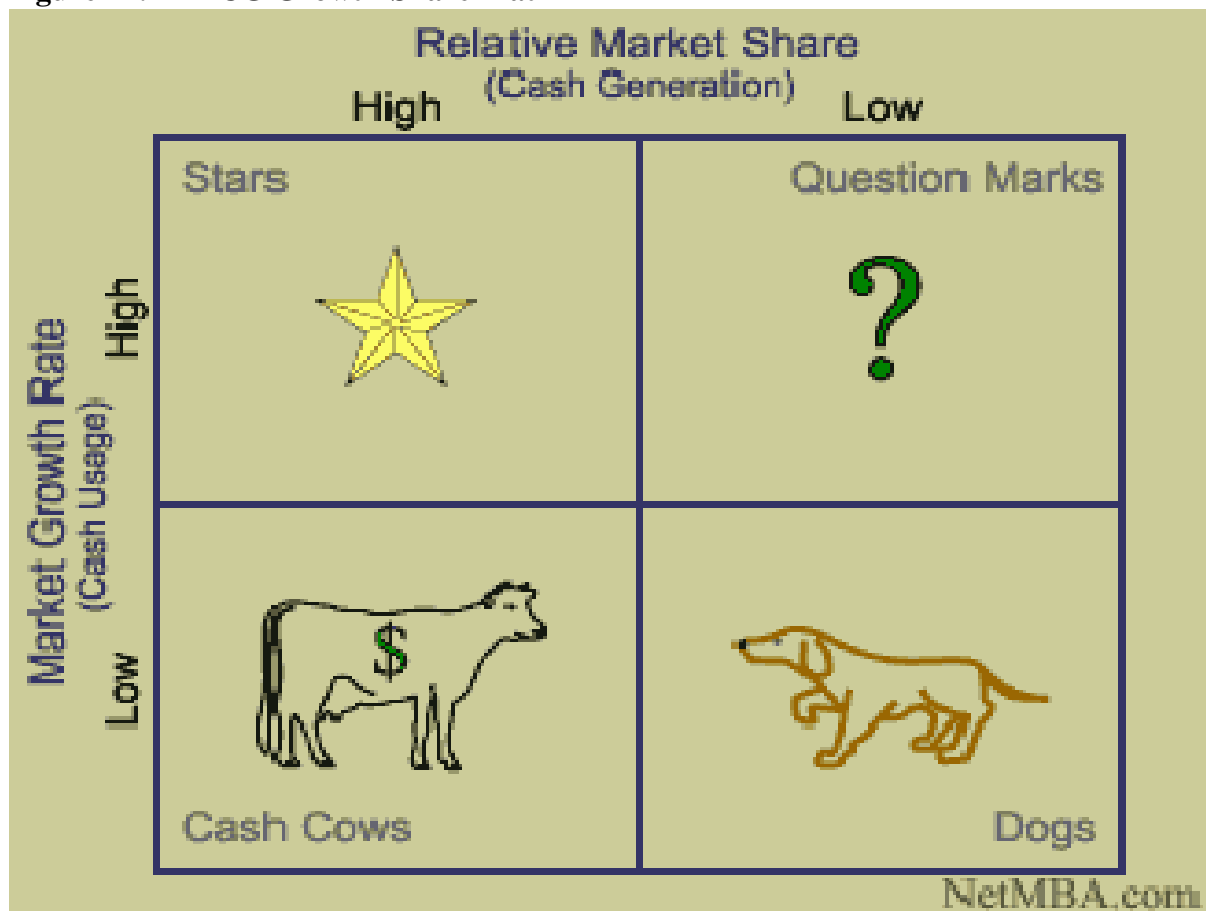 Relative Market Share
(Cash Generation)
High
Low
Stars
Question Marks
?
Market Growth Rate
(Cash Usage)
High
Low
$
Cash Cows
Dogs
NetMBA.com